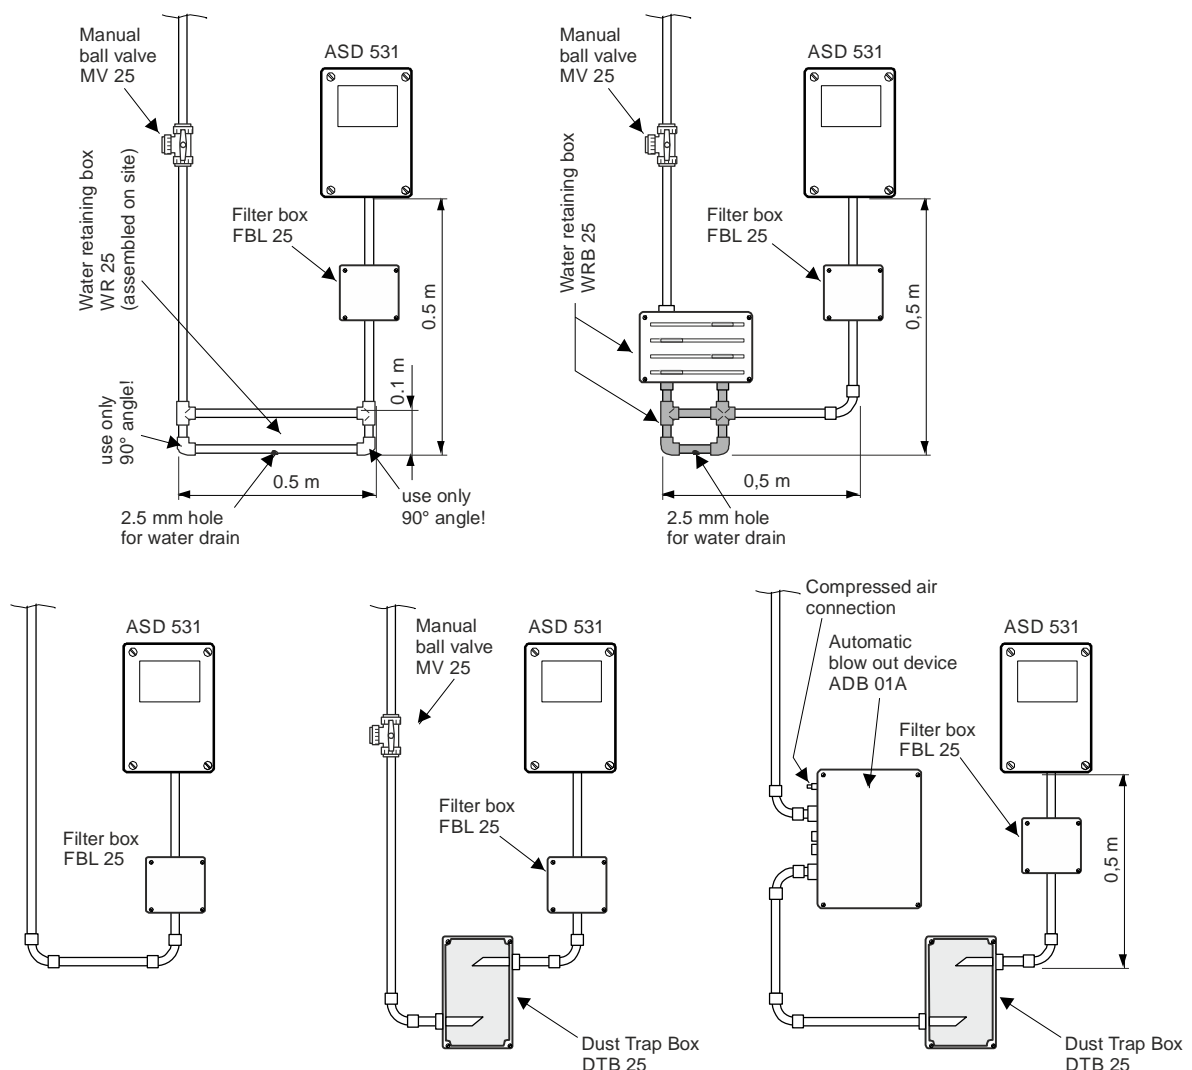 Manual
ball valve
MV 25
ASD 531
Water retaining box
WR 25
(assembled on site)
Filter box
FBL 25
0.5 m
0.1 m
use only
90° angle!
0.5 m
use only
90° angle!
2.5 mm hole
for water drain
Manual
ball valve
MV 25
ASD 531
Water retaining box
WRB 25
Filter box
FBL 25
0,5 m
0,5 m
2.5 mm hole
for water drain
ASD 531
Filter box
FBL 25
Manual
ball valve
MV 25
ASD 531
Filter box
FBL 25
Dust Trap Box
DTB 25
Compressed air
connection
Automatic
blow out device
ADB 01A
ASD 531
Filter box
FBL 25
0,5 m
Dust Trap Box
DTB 25